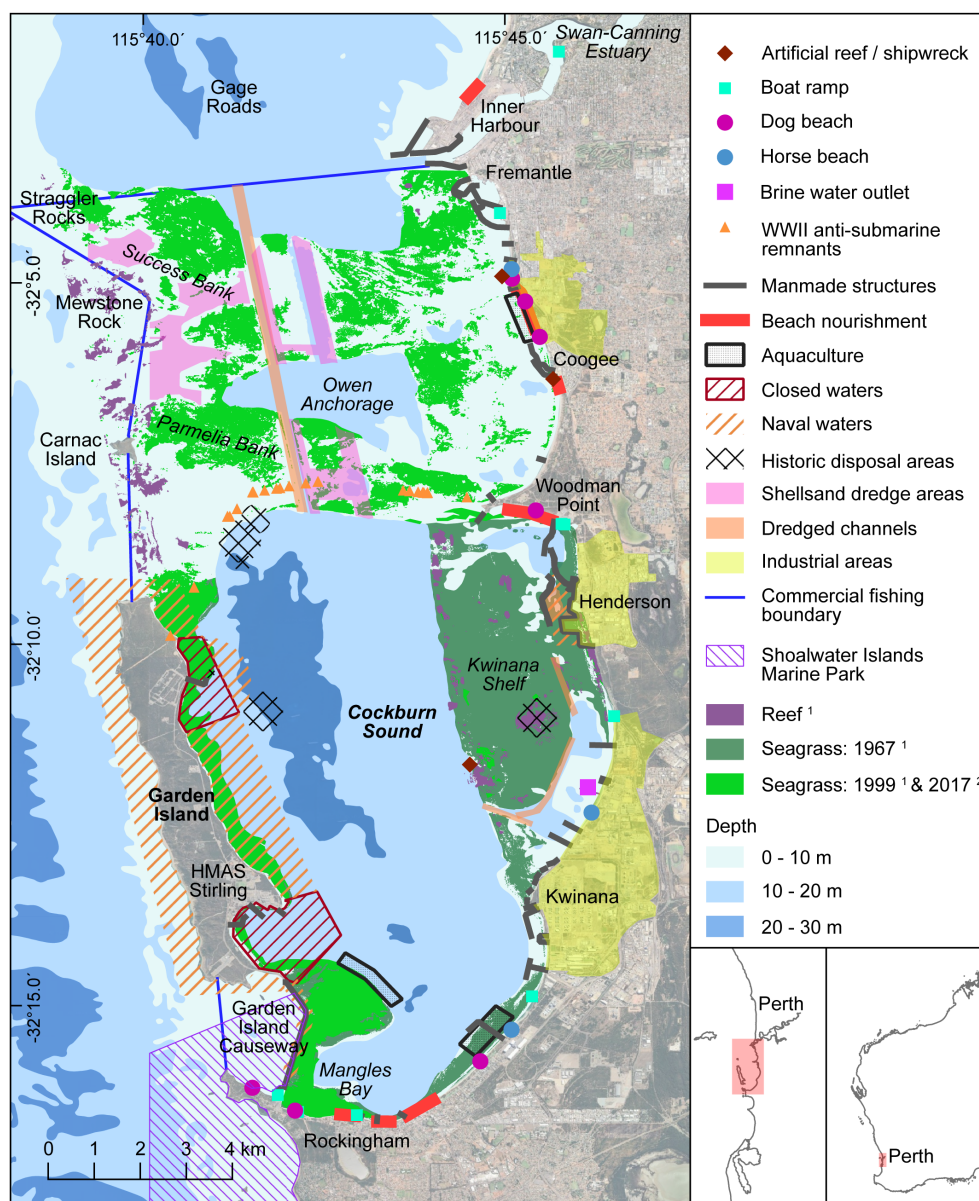 115°40.0´
115°45.0´
Swan-Canning
Estuary
Gage
Roads
Inner
Harbour
Fremantle
Straggler
Rocks
Success Bank
-32°5.0´
Mewstone
Rock
Coogee
Owen
Anchorage
Parmelia Bank
Carnac
Island
Woodman
Point
Henderson
-32°10.0´
Kwinana
Shelf
Cockburn
Sound
Garden
Island
HMAS
Stirling
Kwinana
-32°15.0´
Garden
Island
Causeway
Mangles
Bay
Rockingham
0 1 2 4 km
Artificial reef / shipwreck
Boat ramp
Dog beach
Horse beach
Brine water outlet
WWII anti-submarine
remnants
Manmade structures
Beach nourishment
Aquaculture
Closed waters
Naval waters
Historic disposal areas
Shellsand dredge areas
Dredged channels
Industrial areas
Commercial fishing
boundary
Shoalwater Islands
Marine Park
Reef ¹
Seagrass: 1967 ¹
Seagrass: 1999 ¹ & 2017 ²
Depth
0 - 10 m
10 - 20 m
20 - 30 m
Perth
Perth